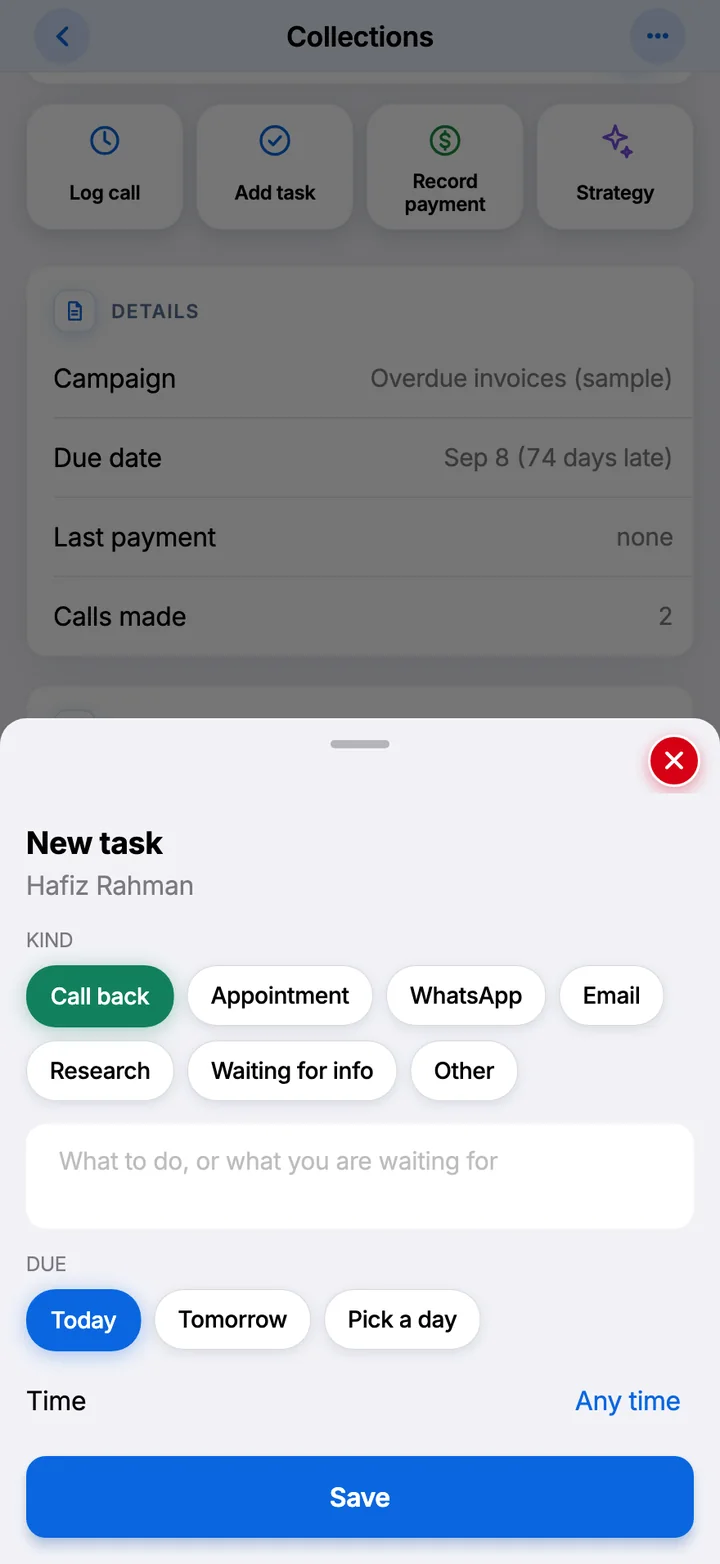 Collections
Log call
Add task
Record
payment
Strategy
DETAILS
Campaign Overdue invoices (sample)
Due date Sep 8 (74 days late)
Last payment none
Calls made 2
New task
Hafiz Rahman
KIND
Call back Appointment WhatsApp Email
Research Waiting for info Other
What to do, or what you are waiting for
DUE
Today Tomorrow Pick a day
Time Any time
Save